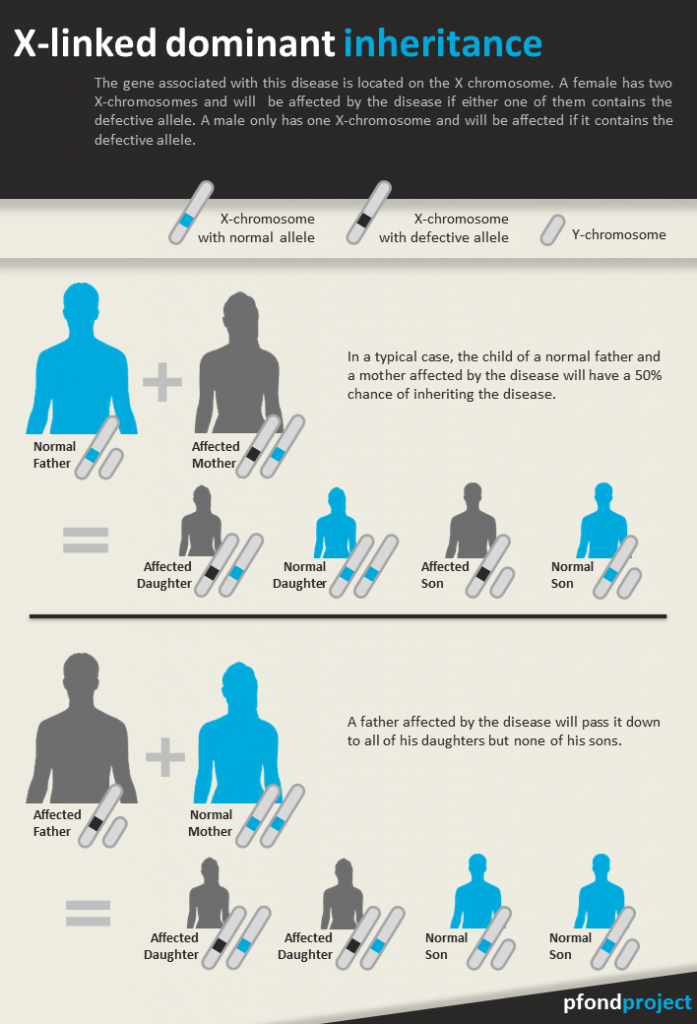 X-linked dominant inheritance
The gene associated with this disease is located on the X chromosome. A female has two
X-chromosomes and will be affected by the disease if either one of them contains the
defective allele. A male only has one X-chromosome and will be affected if it contains the
defective allele.
X-chromosome
with normal allele
X-chromosome
with defective allele
Y-chromosome
In a typical case, the child of a normal father and
a mother affected by the disease will have a 50%
chance of inheriting the disease.
+
Normal
Father
Affected
Mother
=
Affected
Daughter
Normal
Daughter
Affected
Son
Normal
Son
A father affected by the disease will pass it down
to all of his daughters but none of his sons.
+
Affected
Father
Normal
Mother
=
Affected
Daughter
Affected
Daughter
Normal
Son
Normal
Son
pfondproject